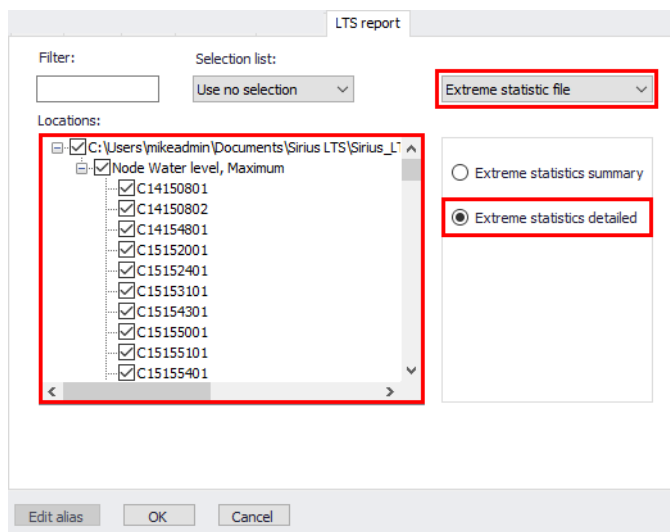 LTS report
Filter:
Selection list:
Use no selection
Extreme statistic file
Locations:
C:\Users\mikeadmin\Documents\Sirius LTS\Sirius_LT
Node Water level, Maximum
C14150801
C14150802
C14154801
C15152001
C15152401
C15153101
C15154301
C15155001
C15155101
C15155401
Extreme statistics summary
Extreme statistics detailed
Edit alias
OK
Cancel